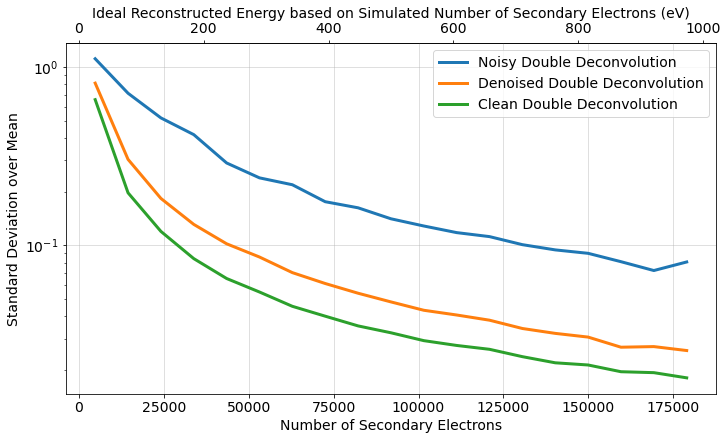 Ideal Reconstructed Energy based on Simulated Number of Secondary Electrons (eV)
0 200 400 600 800 1000
Noisy Double Deconvolution
Denoised Double Deconvolution
Clean Double Deconvolution
Standard Deviation over Mean
10⁰
10⁻¹
0 25000 50000 75000 100000 125000 150000 175000
Number of Secondary Electrons